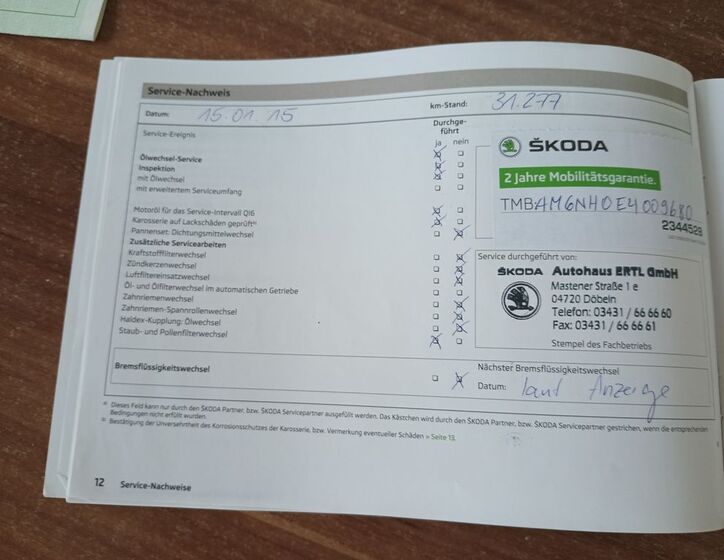 Service-Nachweis
Datum: 15.01.15
km-Stand: 31.277
Service-Ereignis
Durchge-
führt
ja nein
Ölwechsel-Service
Inspektion
mit Ölwechsel
mit erweitertem Serviceumfang
Motoröl für das Service-Intervall QI6
Karosserie auf Lackschäden geprüft
Pannenset: Dichtungsmittelwechsel
Zusätzliche Servicearbeiten
Kraftstofffilterwechsel
Zündkerzenwechsel
Luftfiltereinsatzwechsel
Öl- und Ölfilterwechsel im automatischen Getriebe
Zahnriemenwechsel
Zahnriemen-Spannrollenwechsel
Haldex-Kupplung: Ölwechsel
Staub- und Pollenfilterwechsel
Bremsflüssigkeitswechsel
ŠKODA
2 Jahre Mobilitätsgarantie.
TMBAM6NH0E4009680
2344528
Service durchgeführt von:
ŠKODA Autohaus ERTL GmbH
Mastener Straße 1 e
04720 Döbeln
Telefon: 03431 / 66 66 60
Fax: 03431 / 66 66 61
Stempel des Fachbetriebs
Nächster Bremsflüssigkeitswechsel
Datum: laut Anzeige
Dieses Feld kann nur durch den ŠKODA Partner, bzw. ŠKODA Servicepartner ausgefüllt werden. Das Kästchen wird durch den ŠKODA Partner, bzw. ŠKODA Servicepartner gestrichen, wenn die entsprechenden
Bedingungen nicht erfüllt wurden.
Bestätigung der Unversehrtheit des Korrosionsschutzes der Karosserie, bzw. Vermerkung eventueller Schäden » Seite 13.
12 Service-Nachweise